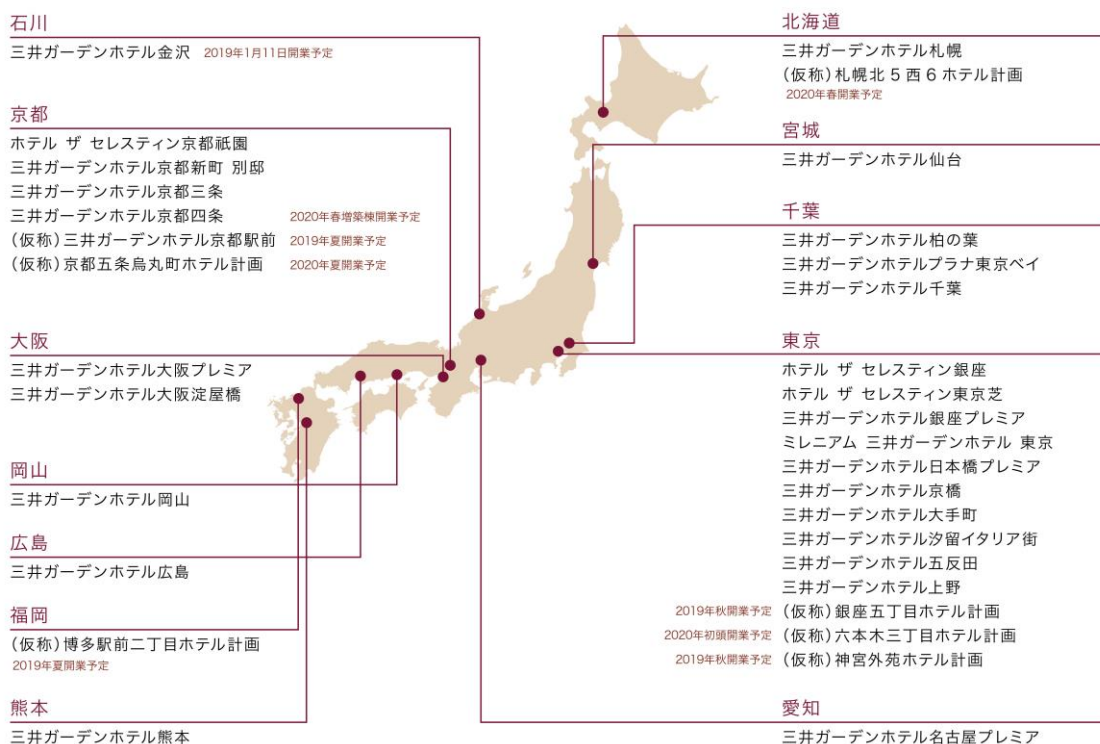 石川
三井ガーデンホテル金沢 2019年1月11日開業予定
京都
ホテル ザ セレスティン京都祇園
三井ガーデンホテル京都新町 別邸
三井ガーデンホテル京都三条
三井ガーデンホテル京都四条 2020年春増築棟開業予定
(仮称)三井ガーデンホテル京都駅前 2019年夏開業予定
(仮称)京都五条烏丸町ホテル計画 2020年夏開業予定
大阪
三井ガーデンホテル大阪プレミア
三井ガーデンホテル大阪淀屋橋
岡山
三井ガーデンホテル岡山
広島
三井ガーデンホテル広島
福岡
(仮称)博多駅前二丁目ホテル計画
2019年夏開業予定
熊本
三井ガーデンホテル熊本
北海道
三井ガーデンホテル札幌
(仮称)札幌北5西6ホテル計画
2020年春開業予定
宮城
三井ガーデンホテル仙台
千葉
三井ガーデンホテル柏の葉
三井ガーデンホテルプラナ東京ベイ
三井ガーデンホテル千葉
東京
ホテル ザ セレスティン銀座
ホテル ザ セレスティン東京芝
三井ガーデンホテル銀座プレミア
ミレニアム 三井ガーデンホテル 東京
三井ガーデンホテル日本橋プレミア
三井ガーデンホテル京橋
三井ガーデンホテル大手町
三井ガーデンホテル汐留イタリア街
三井ガーデンホテル五反田
三井ガーデンホテル上野
2019年秋開業予定 (仮称)銀座五丁目ホテル計画
2020年初頭開業予定 (仮称)六本木三丁目ホテル計画
2019年秋開業予定 (仮称)神宮外苑ホテル計画
愛知
三井ガーデンホテル名古屋プレミア